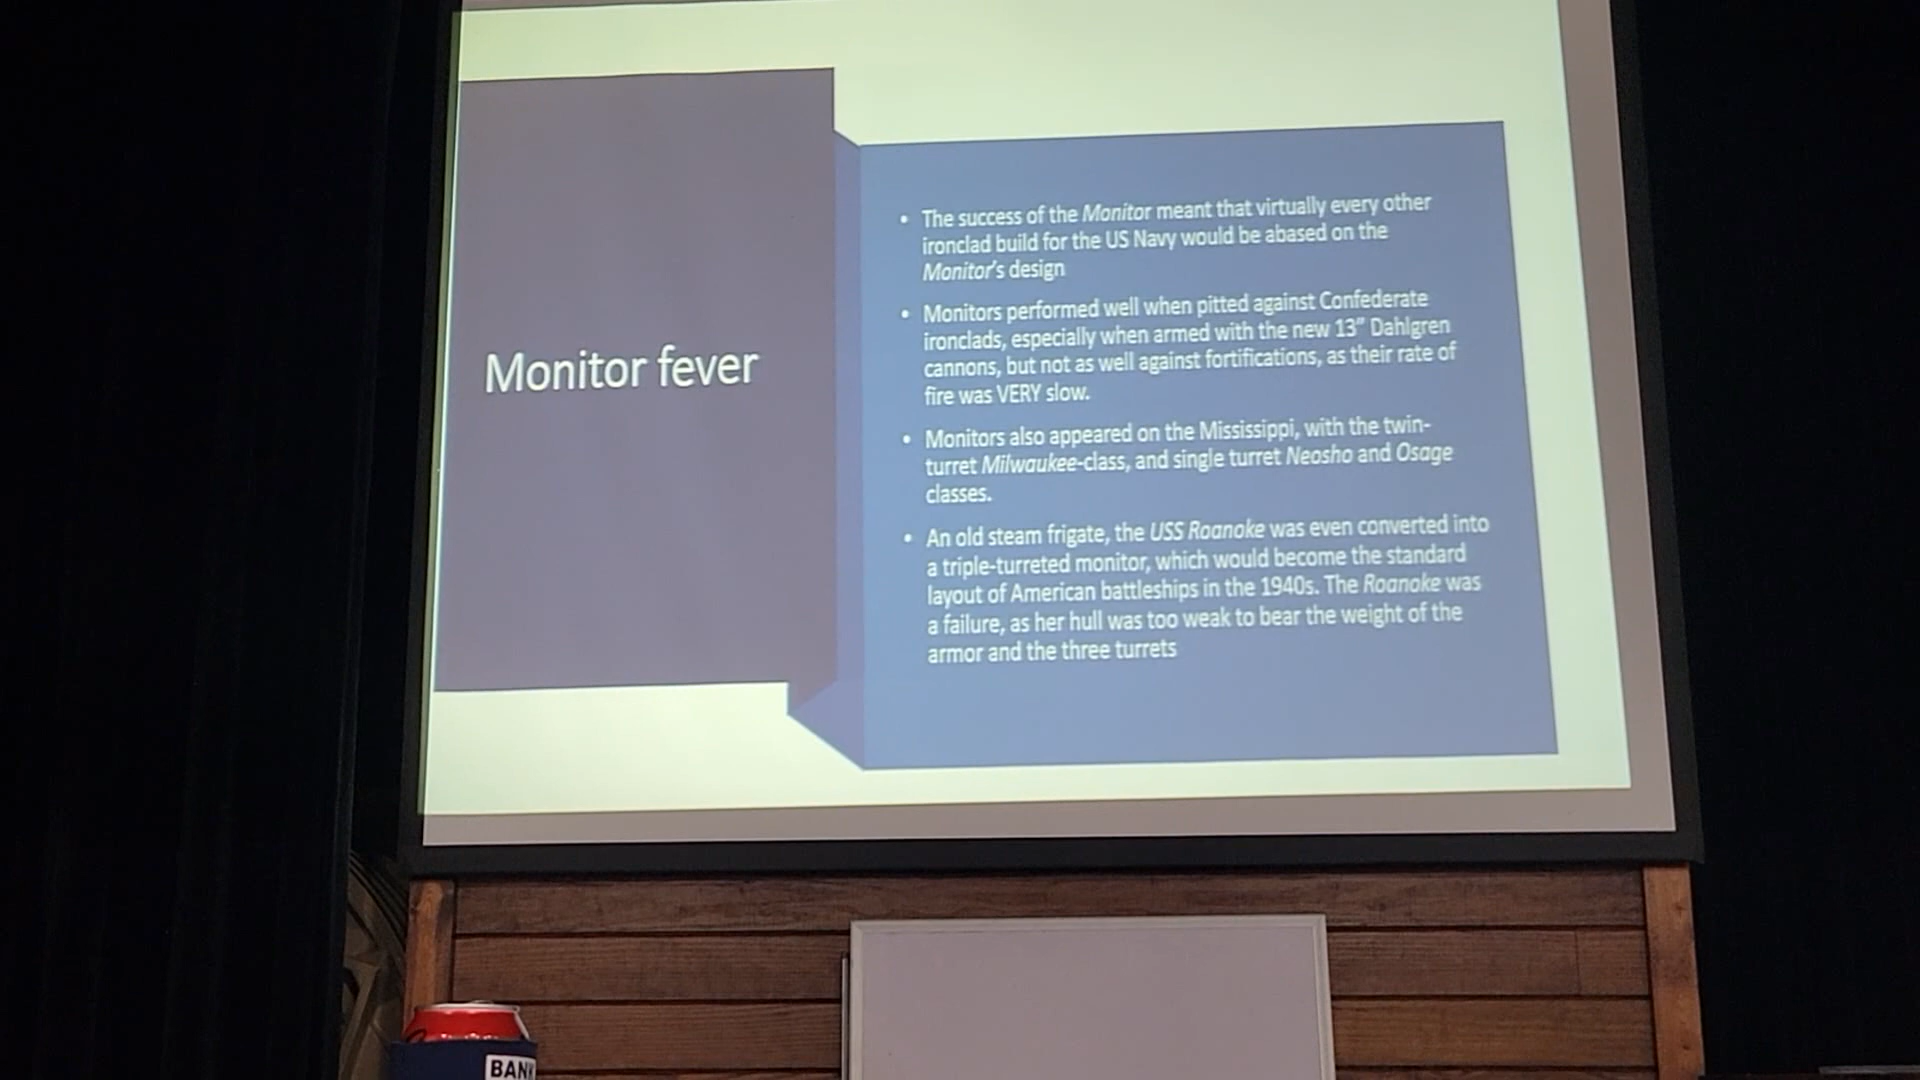 Monitor fever
• The success of the Monitor meant that virtually every other
ironclad build for the US Navy would be abased on the
Monitor's design
• Monitors performed well when pitted against Confederate
ironclads, especially when armed with the new 13" Dahlgren
cannons, but not as well against fortifications, as their rate of
fire was VERY slow.
• Monitors also appeared on the Mississippi, with the twin-
turret Milwaukee-class, and single turret Neosho and Osage
classes.
• An old steam frigate, the USS Roanoke was even converted into
a triple-turreted monitor, which would become the standard
layout of American battleships in the 1940s. The Roanoke was
a failure, as her hull was too weak to bear the weight of the
armor and the three turrets
BANK